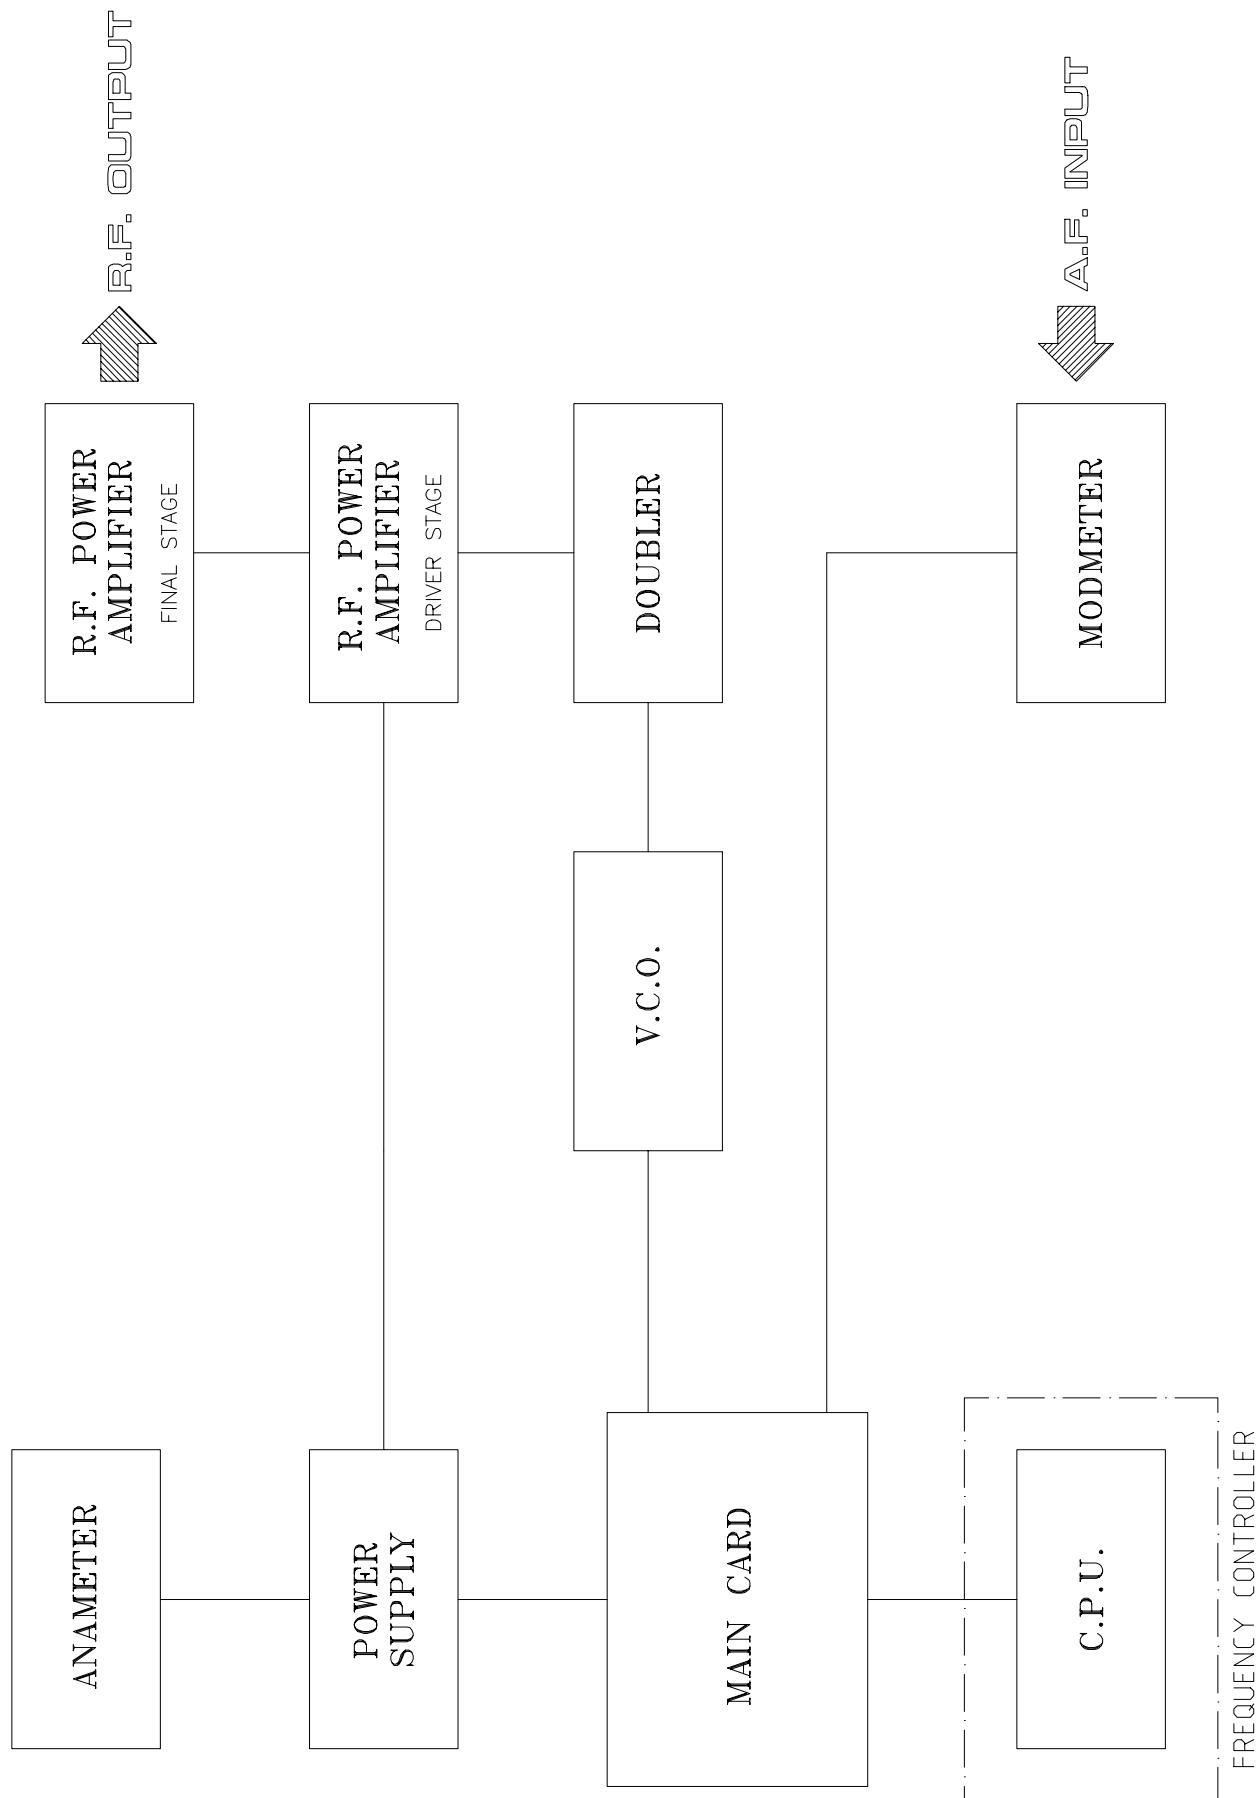 ANAMETER
R.F. POWER
AMPLIFIER
FINAL STAGE
R.F. OUTPUT
POWER
SUPPLY
R.F. POWER
AMPLIFIER
DRIVER STAGE
MAIN CARD
V.C.O.
DOUBLER
C.P.U.
MODMETER
A.F. INPUT
FREQUENCY CONTROLLER